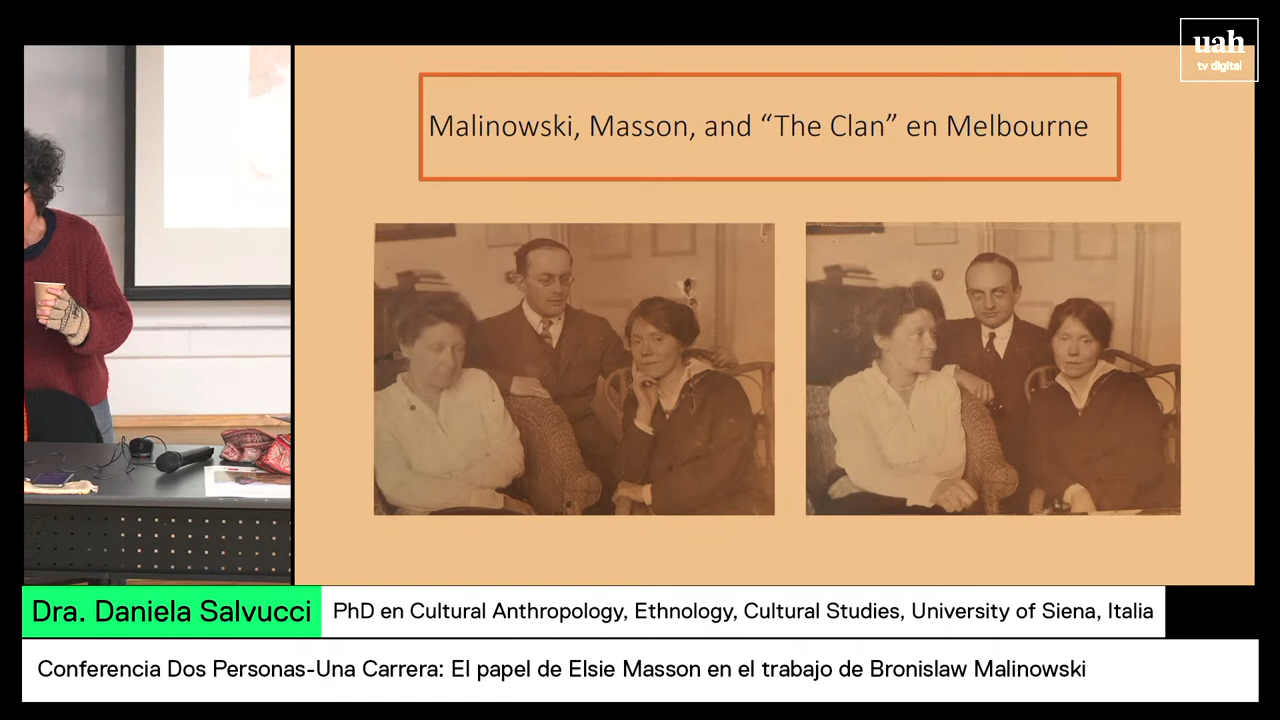 uah
tv digital
Malinowski, Masson, and “The Clan” en Melbourne
Dra. Daniela Salvucci
PhD en Cultural Anthropology, Ethnology, Cultural Studies, University of Siena, Italia
Conferencia Dos Personas-Una Carrera: El papel de Elsie Masson en el trabajo de Bronislaw Malinowski